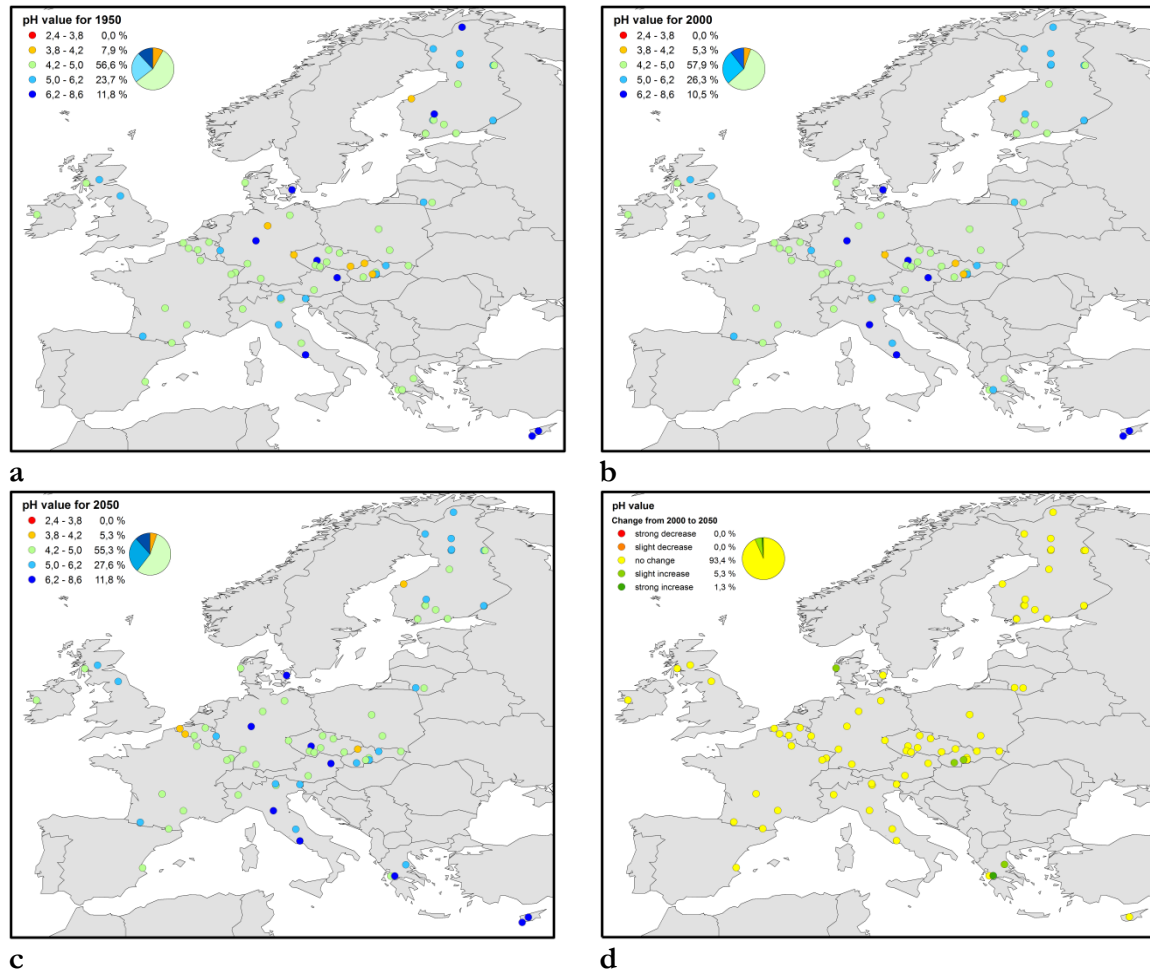 pH value for 1950
2,4 - 3,8 0,0 %
3,8 - 4,2 7,9 %
4,2 - 5,0 56,6 %
5,0 - 6,2 23,7 %
6,2 - 8,6 11,8 %
a
pH value for 2000
2,4 - 3,8 0,0 %
3,8 - 4,2 5,3 %
4,2 - 5,0 57,9 %
5,0 - 6,2 26,3 %
6,2 - 8,6 10,5 %
b
pH value for 2050
2,4 - 3,8 0,0 %
3,8 - 4,2 5,3 %
4,2 - 5,0 55,3 %
5,0 - 6,2 27,6 %
6,2 - 8,6 11,8 %
c
pH value
Change from 2000 to 2050
strong decrease 0,0 %
slight decrease 0,0 %
no change 93,4 %
slight increase 5,3 %
strong increase 1,3 %
d